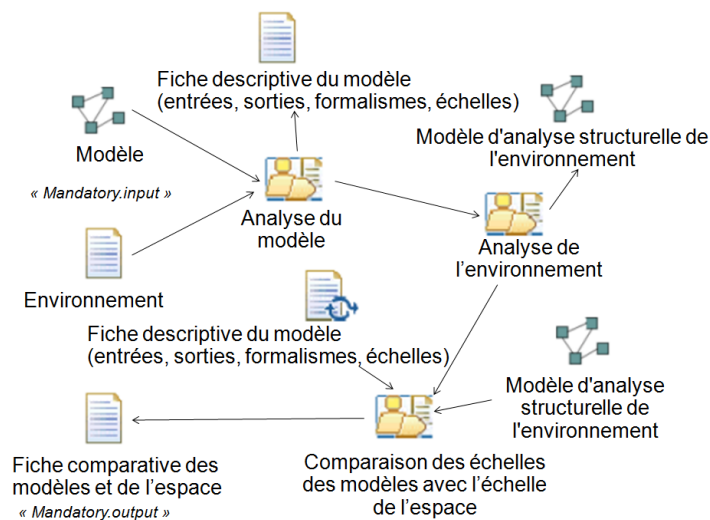 Fiche descriptive du modèle
(entrées, sorties, formalismes, échelles)
Modèle
« Mandatory.input »
Modèle d'analyse structurelle de
l'environnement
Analyse du
modèle
Analyse de
l’environnement
Environnement
Fiche descriptive du modèle
(entrées, sorties, formalismes, échelles)
Modèle d'analyse
structurelle de
l'environnement
Fiche comparative des
modèles et de l’espace
« Mandatory.output »
Comparaison des échelles
des modèles avec l’échelle
de l’espace